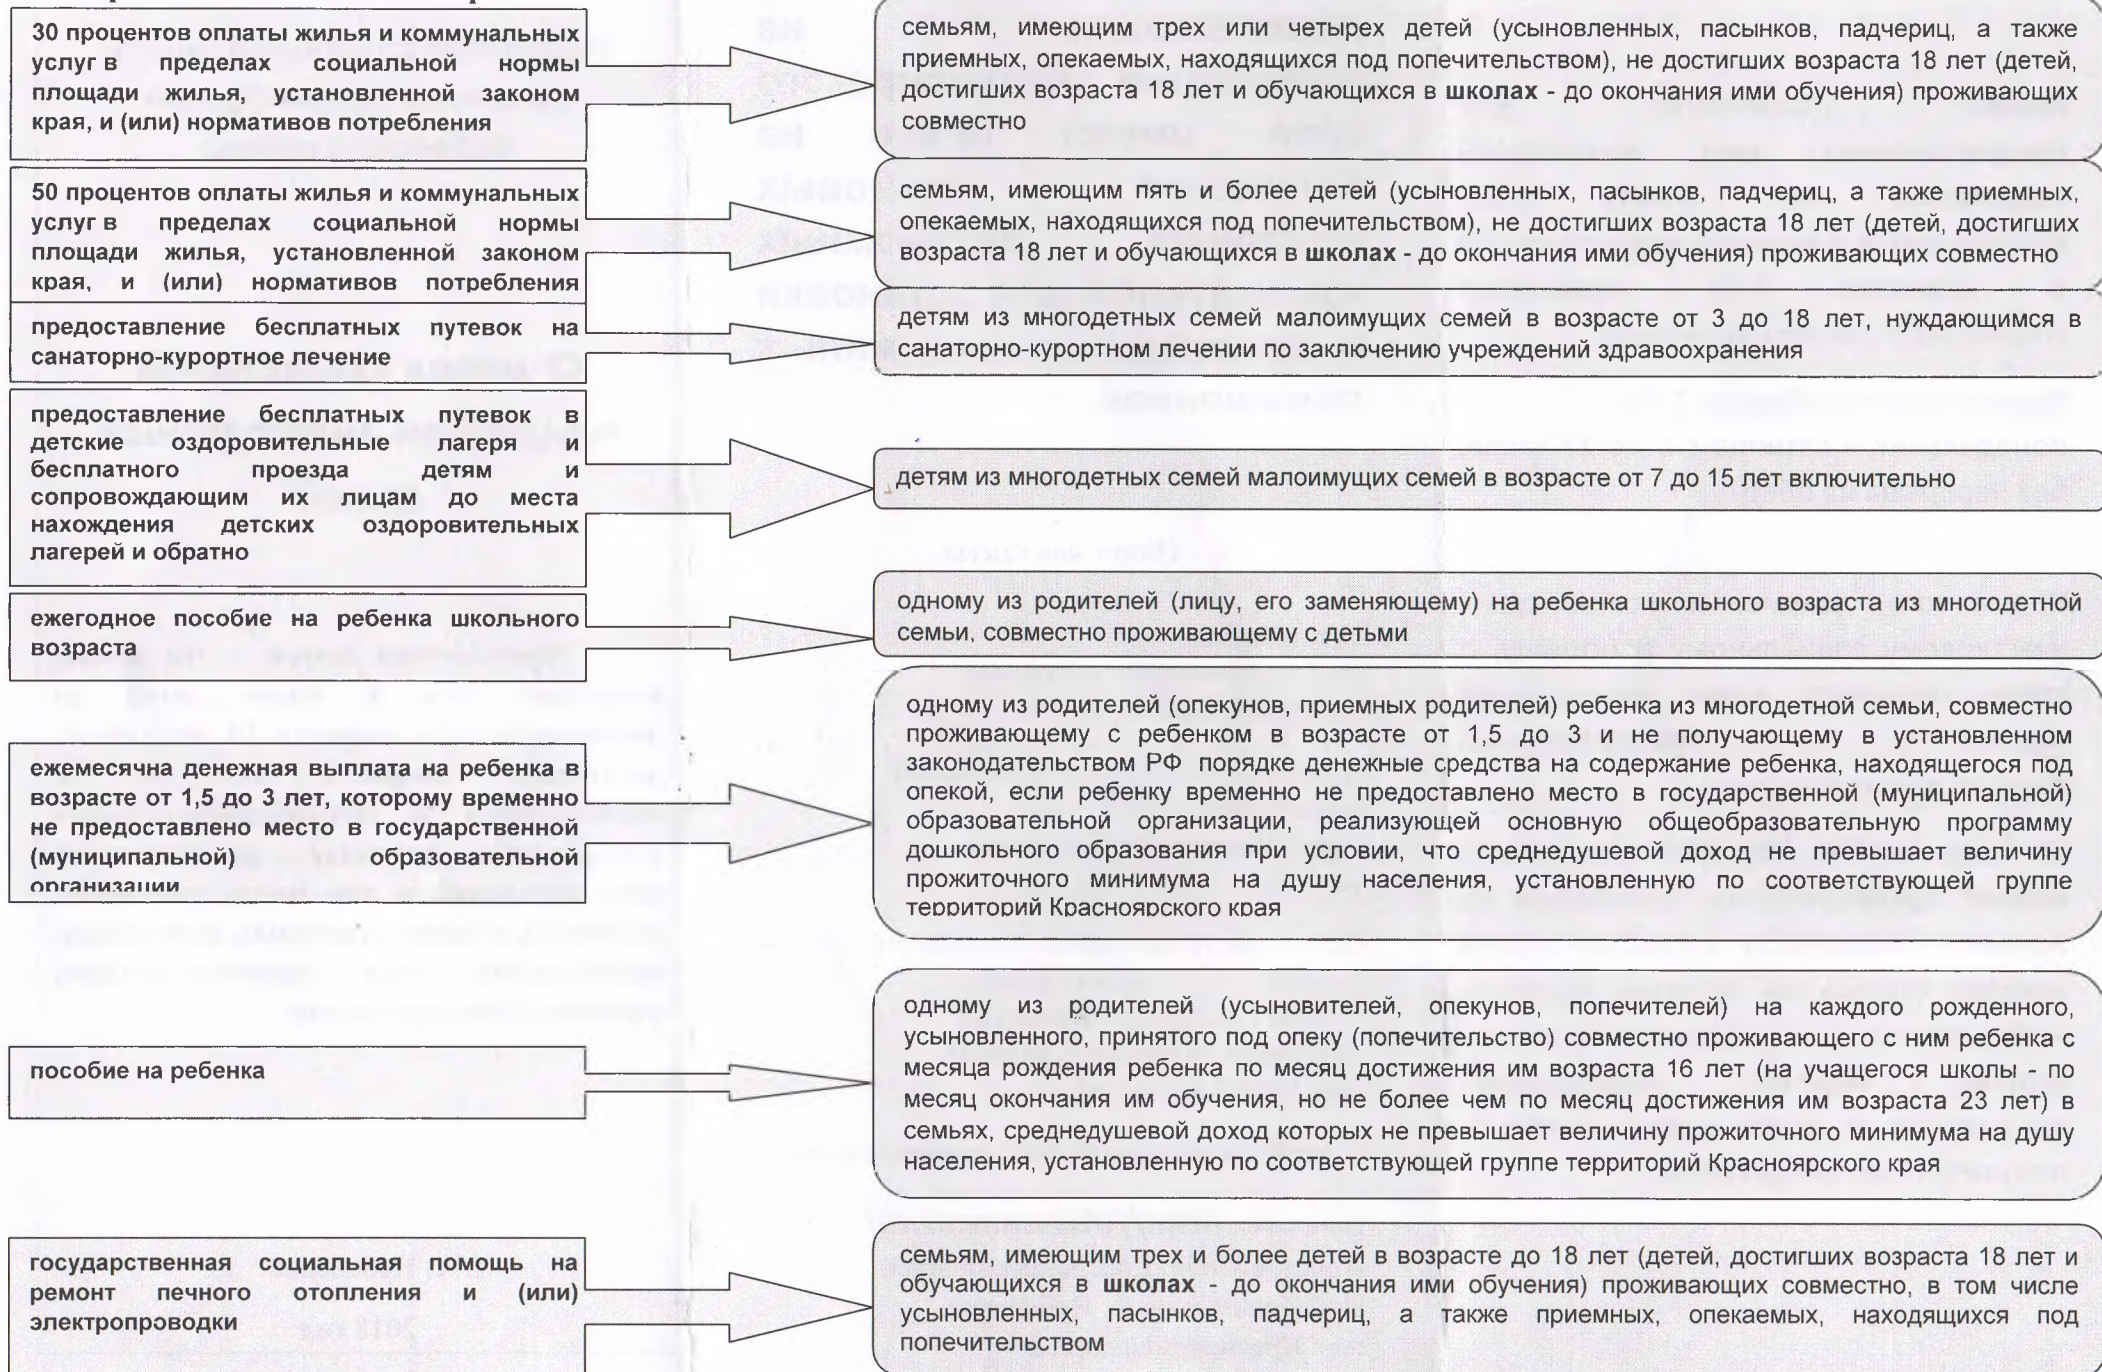 30 процентов оплаты жилья и коммунальных
услуг в пределах социальной нормы
площади жилья, установленной законом
края, и (или) нормативов потребления
семьям, имеющим трех или четырех детей (усыновленных, пасынков, падчериц, а также
приемных, опекаемых, находящихся под попечительством), не достигших возраста 18 лет (детей,
достигших возраста 18 лет и обучающихся в школах - до окончания ими обучения) проживающих
совместно
50 процентов оплаты жилья и коммунальных
услуг в пределах социальной нормы
площади жилья, установленной законом
края, и (или) нормативов потребления
семьям, имеющим пять и более детей (усыновленных, пасынков, падчериц, а также приемных,
опекаемых, находящихся под попечительством), не достигших возраста 18 лет (детей, достигших
возраста 18 лет и обучающихся в школах - до окончания ими обучения) проживающих совместно
предоставление бесплатных путевок на
санаторно-курортное лечение
детям из многодетных семей малоимущих семей в возрасте от 3 до 18 лет, нуждающимся в
санаторно-курортном лечении по заключению учреждений здравоохранения
предоставление бесплатных путевок в
детские оздоровительные лагеря и
бесплатного проезда детям и
сопровождающим их лицам до места
нахождения детских оздоровительных
лагерей и обратно
детям из многодетных семей малоимущих семей в возрасте от 7 до 15 лет включительно
ежегодное пособие на ребенка школьного
возраста
одному из родителей (лицу, его заменяющему) на ребенка школьного возраста из многодетной
семьи, совместно проживающему с детьми
ежемесячна денежная выплата на ребенка в
возрасте от 1,5 до 3 лет, которому временно
не предоставлено место в государственной
(муниципальной) образовательной
организации
одному из родителей (опекунов, приемных родителей) ребенка из многодетной семьи, совместно
проживающему с ребенком в возрасте от 1,5 до 3 и не получающему в установленном
законодательством РФ порядке денежные средства на содержание ребенка, находящегося под
опекой, если ребенку временно не предоставлено место в государственной (муниципальной)
образовательной организации, реализующей основную общеобразовательную программу
дошкольного образования при условии, что среднедушевой доход не превышает величину
прожиточного минимума на душу населения, установленную по соответствующей группе
территорий Красноярского края
пособие на ребенка
одному из родителей (усыновителей, опекунов, попечителей) на каждого рожденного,
усыновленного, принятого под опеку (попечительство) совместно проживающего с ним ребенка с
месяца рождения ребенка по месяц достижения им возраста 16 лет (на учащегося школы - по
месяц окончания им обучения, но не более чем по месяц достижения им возраста 23 лет) в
семьях, среднедушевой доход которых не превышает величину прожиточного минимума на душу
населения, установленную по соответствующей группе территорий Красноярского края
государственная социальная помощь на
ремонт печного отопления и (или)
электропроводки
семьям, имеющим трех и более детей в возрасте до 18 лет (детей, достигших возраста 18 лет и
обучающихся в школах - до окончания ими обучения) проживающих совместно, в том числе
усыновленных, пасынков, падчериц, а также приемных, опекаемых, находящихся под
попечительством